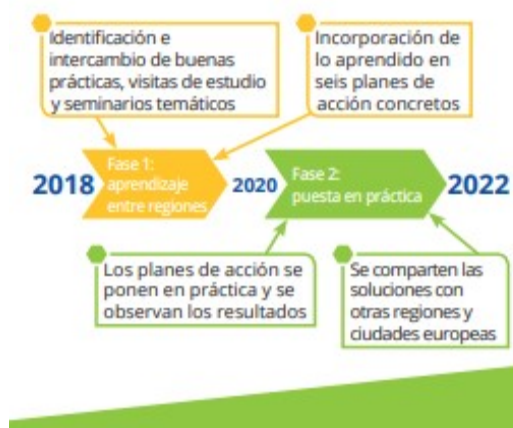 Identificación e
intercambio de buenas
prácticas, visitas de estudio
y seminarios temáticos
Incorporación de
lo aprendido en
seis planes de
acción concretos
2018
Fase 1:
aprendizaje
entre regiones
2020
Fase 2:
puesta en práctica
2022
Los planes de acción se
ponen en práctica y se
observan los resultados
Se comparten las
soluciones con
otras regiones y
ciudades europeas